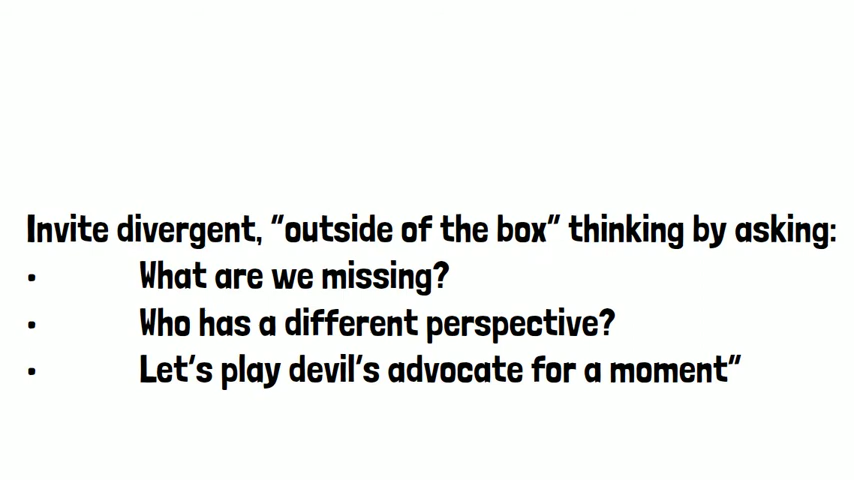 Invite divergent, "outside of the box" thinking by asking:
• What are we missing?
• Who has a different perspective?
• Let's play devil's advocate for a moment"